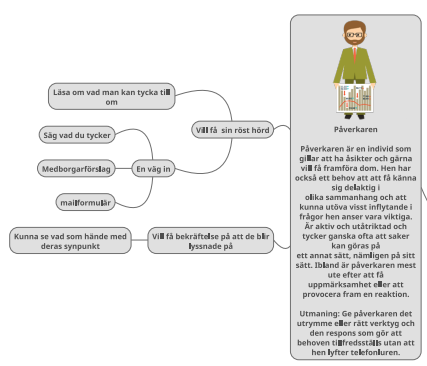 Läsa om vad man kan tycka till
om
Säg vad du tycker
Vill få sin röst hörd
Medborgarförslag
En väg in
mailformulär
Kunna se vad som hände med
deras synpunkt
Vill få bekräftelse på att de blir
lyssnade på
Påverkaren
Påverkaren är en individ som
gillar att ha åsikter och gärna
vill få framföra dom. Hen har
också ett behov att att få känna
sig delaktig i
olika sammanhang och att
kunna utöva visst inflytande i
frågor hen anser vara viktiga.
Är aktiv och utåtriktad och
tycker ganska ofta att saker
kan göras på
ett annat sätt, nämligen på sitt
sätt. Ibland är påverkaren mest
ute efter att få
uppmärksamhet eller att
provocera fram en reaktion.
Utmaning: Ge påverkaren det
utrymme eller rätt verktyg och
den respons som gör att
behoven tillfredsställs utan att
hen lyfter telefonluren.